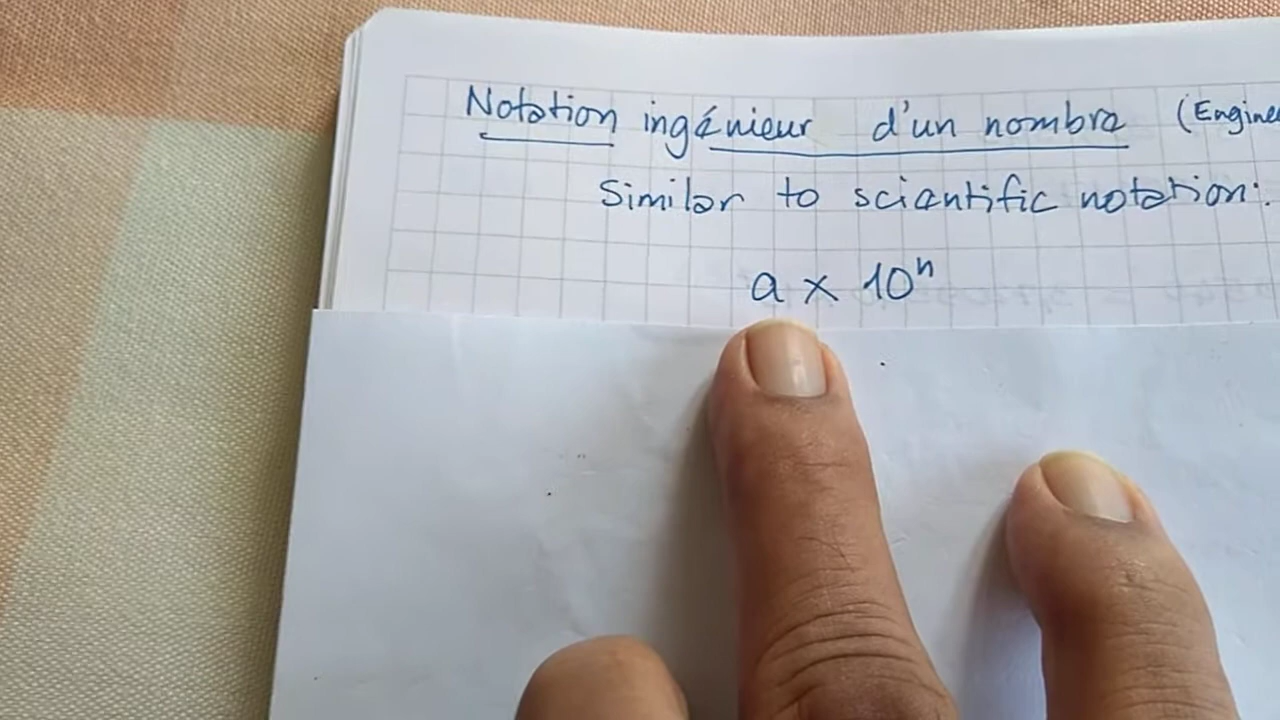 Notation ingénieur d'un nombre (Engine
Similar to scientific notation:
a × 10ⁿ